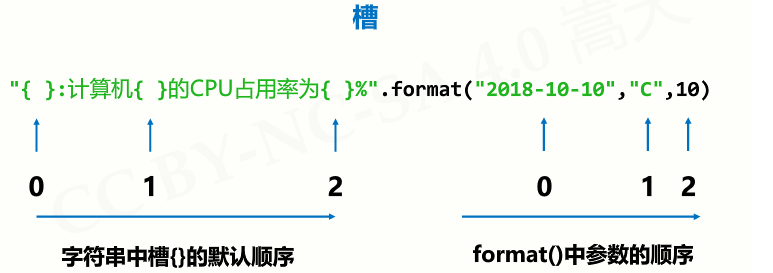 槽
"{ }:计算机{ }的CPU占用率为{ }%".format("2018-10-10","C",10)
0 1 2 0 1 2
字符串中槽{}的默认顺序 format()中参数的顺序
CC BY-NC-SA 4.0 嵩天